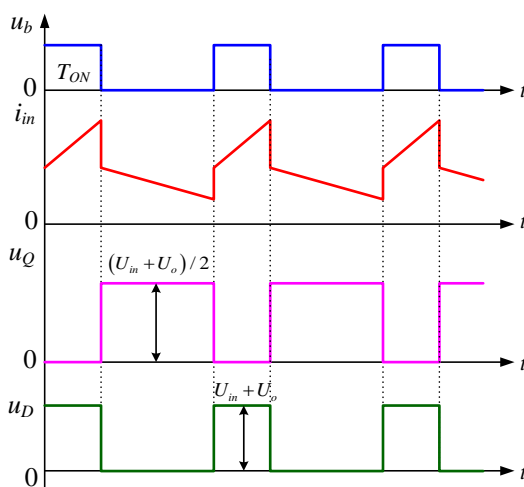 u_b
T_ON
0
t
i_in
0
t
u_Q
(U_in + U_o)/2
0
t
U_in + U_o
u_D
0
t